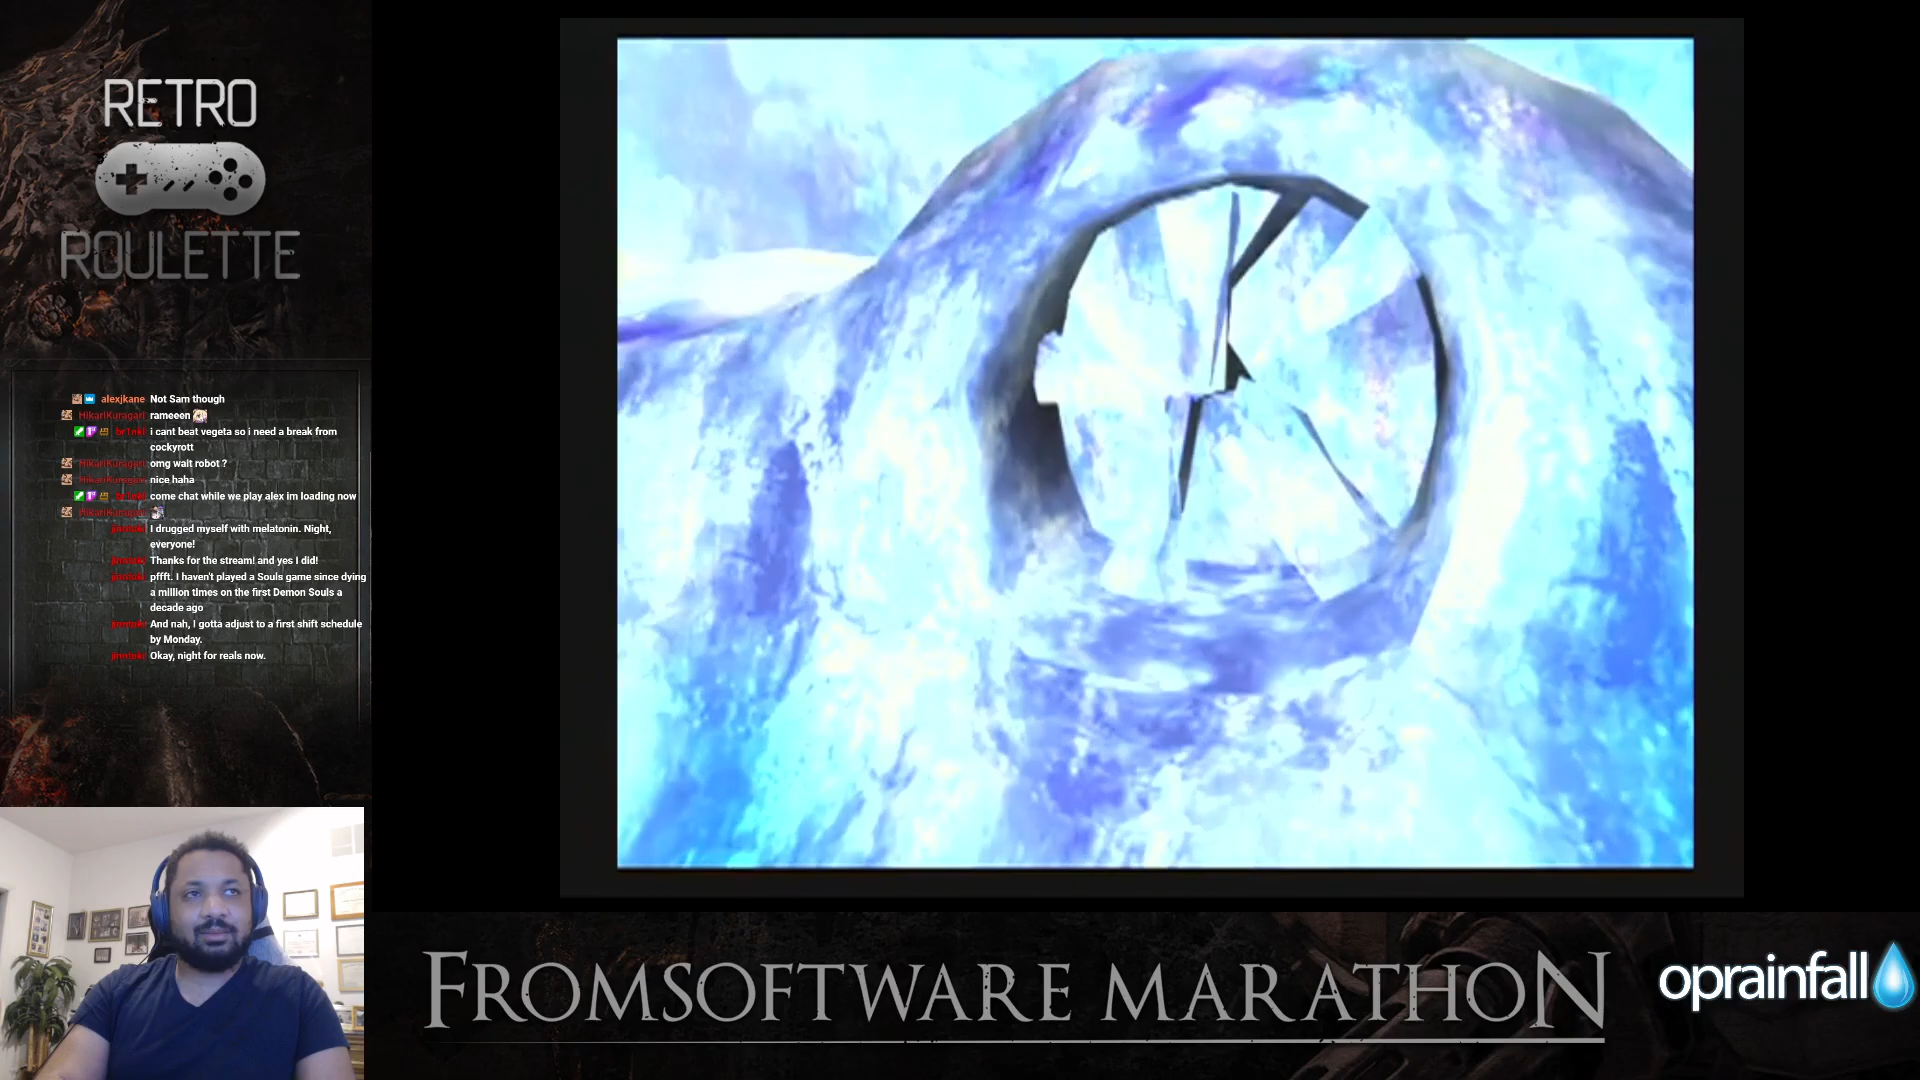 RETRO
ROULETTE
alexjkane Not Sam though
HikariKuragari rameeen
i cant beat vegeta so i need a break from
cockyrott
HikariKuragari omg wait robot ?
HikariKuragari nice haha
come chat while we play alex im loading now
HikariKuragari
I drugged myself with melatonin. Night,
everyone!
Thanks for the stream! and yes I did!
pffft. I haven't played a Souls game since dying
a million times on the first Demon Souls a
decade ago
And nah, I gotta adjust to a first shift schedule
by Monday.
Okay, night for reals now.
FROMSOFTWARE MARATHON
oprainfall